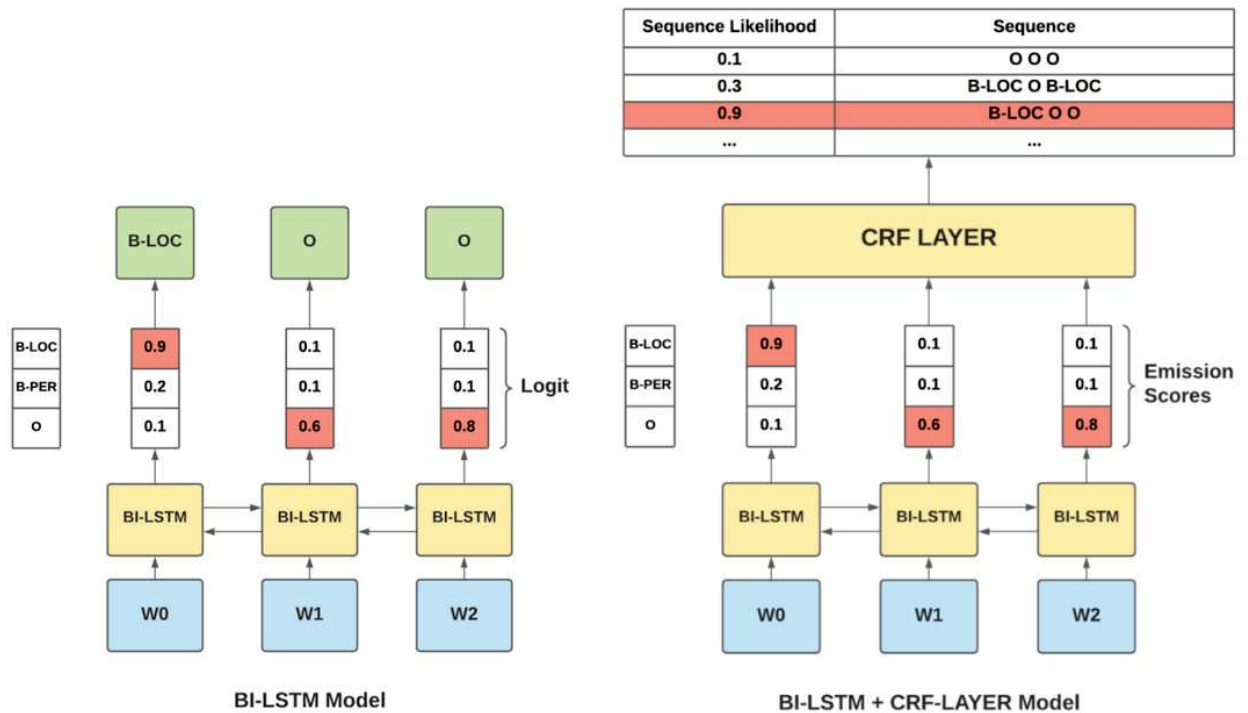 Sequence Likelihood Sequence
0.1 O O O
0.3 B-LOC O B-LOC
0.9 B-LOC O O
... ...
B-LOC O O
B-LOC 0.9 0.1 0.1
B-PER 0.2 0.1 0.1
O 0.1 0.6 0.8
Logit
BI-LSTM BI-LSTM BI-LSTM
W0 W1 W2
BI-LSTM Model
CRF LAYER
B-LOC 0.9 0.1 0.1
B-PER 0.2 0.1 0.1
O 0.1 0.6 0.8
Emission
Scores
BI-LSTM BI-LSTM BI-LSTM
W0 W1 W2
BI-LSTM + CRF-LAYER Model